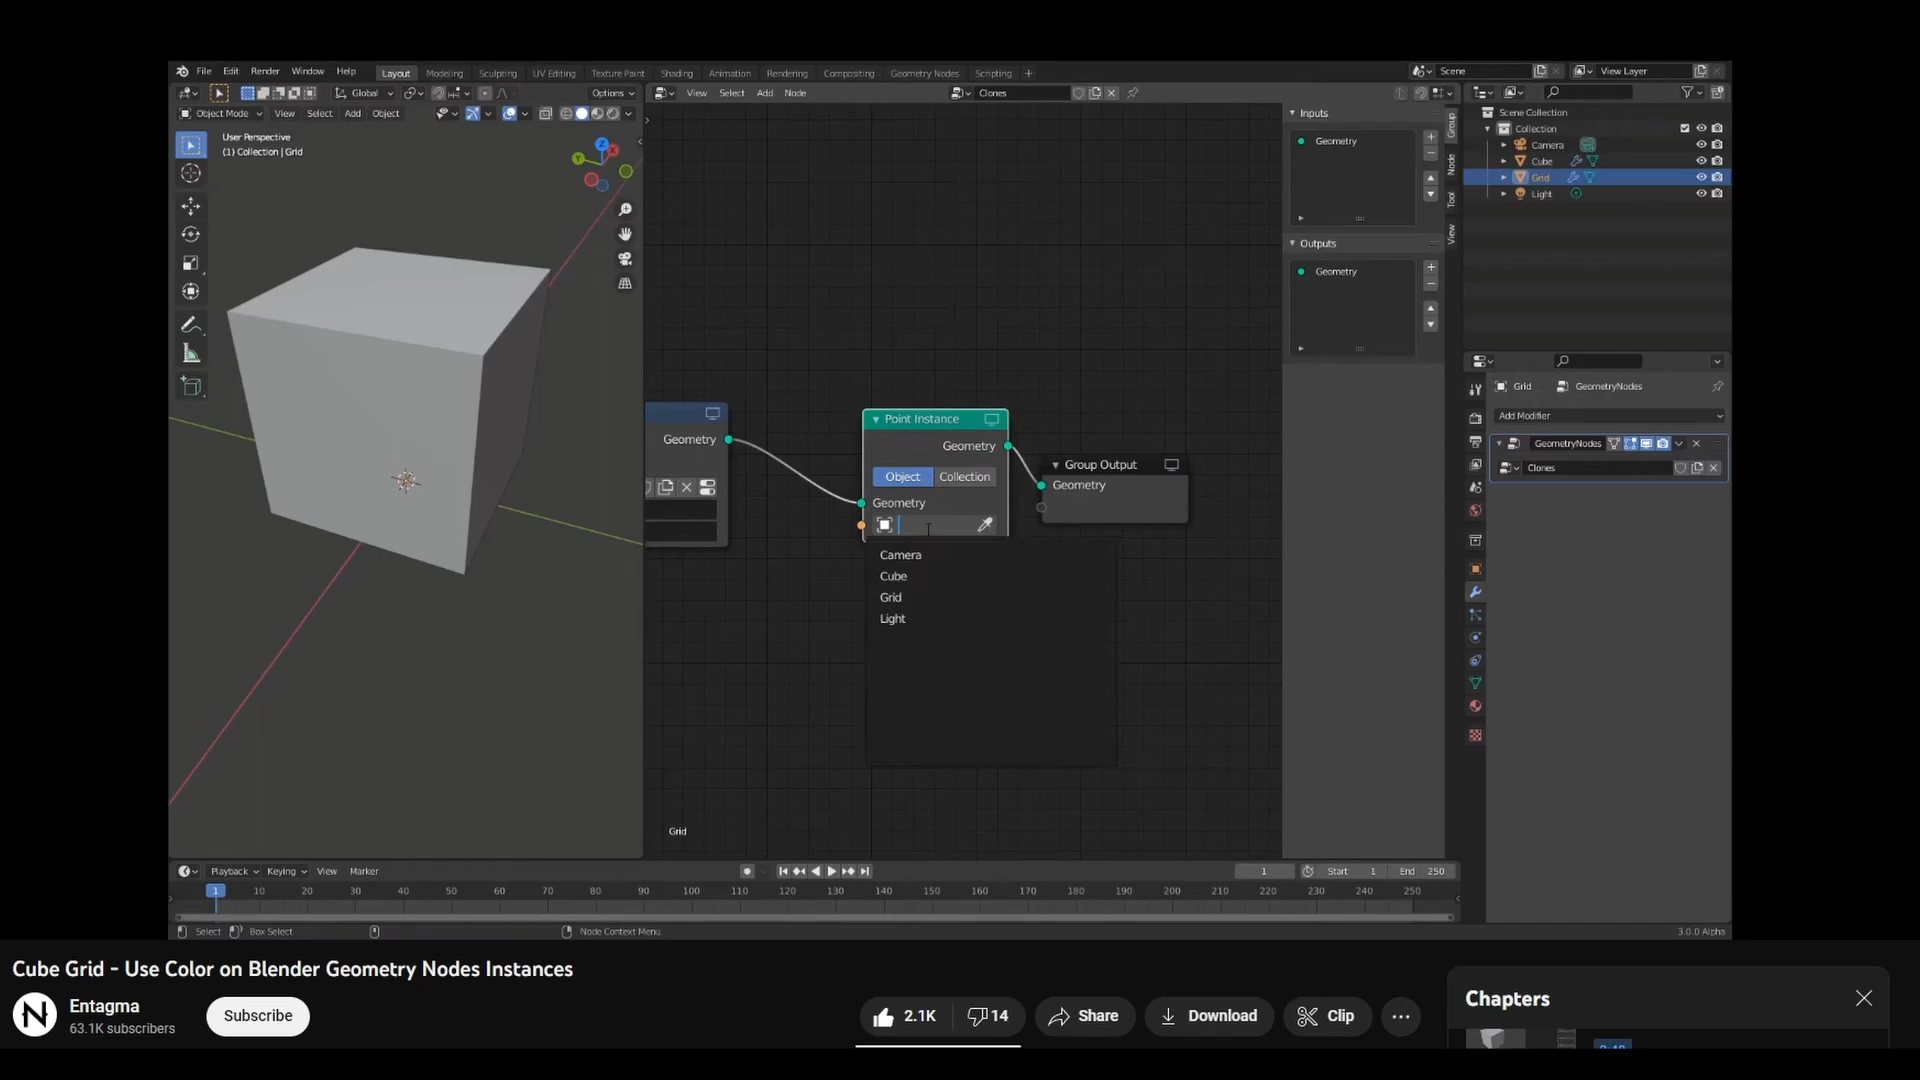 File Edit Render Window Help Layout Modeling Sculpting UV Editing Texture Paint Shading Animation Rendering Compositing Geometry Nodes Scripting + Scene View Layer
Global Options View Select Add Node Clones
Object Mode View Select Add Object
User Perspective
(1) Collection | Grid
Z
X
Y
Inputs
Geometry
Outputs
Geometry
Group
Node
Tool
View
Scene Collection
Collection
Camera
Cube
Grid
Light
Grid GeometryNodes
Add Modifier
GeometryNodes
Clones
Geometry
Point Instance
Geometry
Object Collection
Geometry
Camera
Cube
Grid
Light
Group Output
Geometry
Grid
Playback Keying View Marker 1 Start 1 End 250
1 10 20 30 40 50 60 70 80 90 100 110 120 130 140 150 160 170 180 190 200 210 220 230 240 250
Select Box Select Node Context Menu 3.0.0 Alpha
Cube Grid - Use Color on Blender Geometry Nodes Instances
Entagma
63.1K subscribers
Subscribe
2.1K 14 Share Download Clip
Chapters